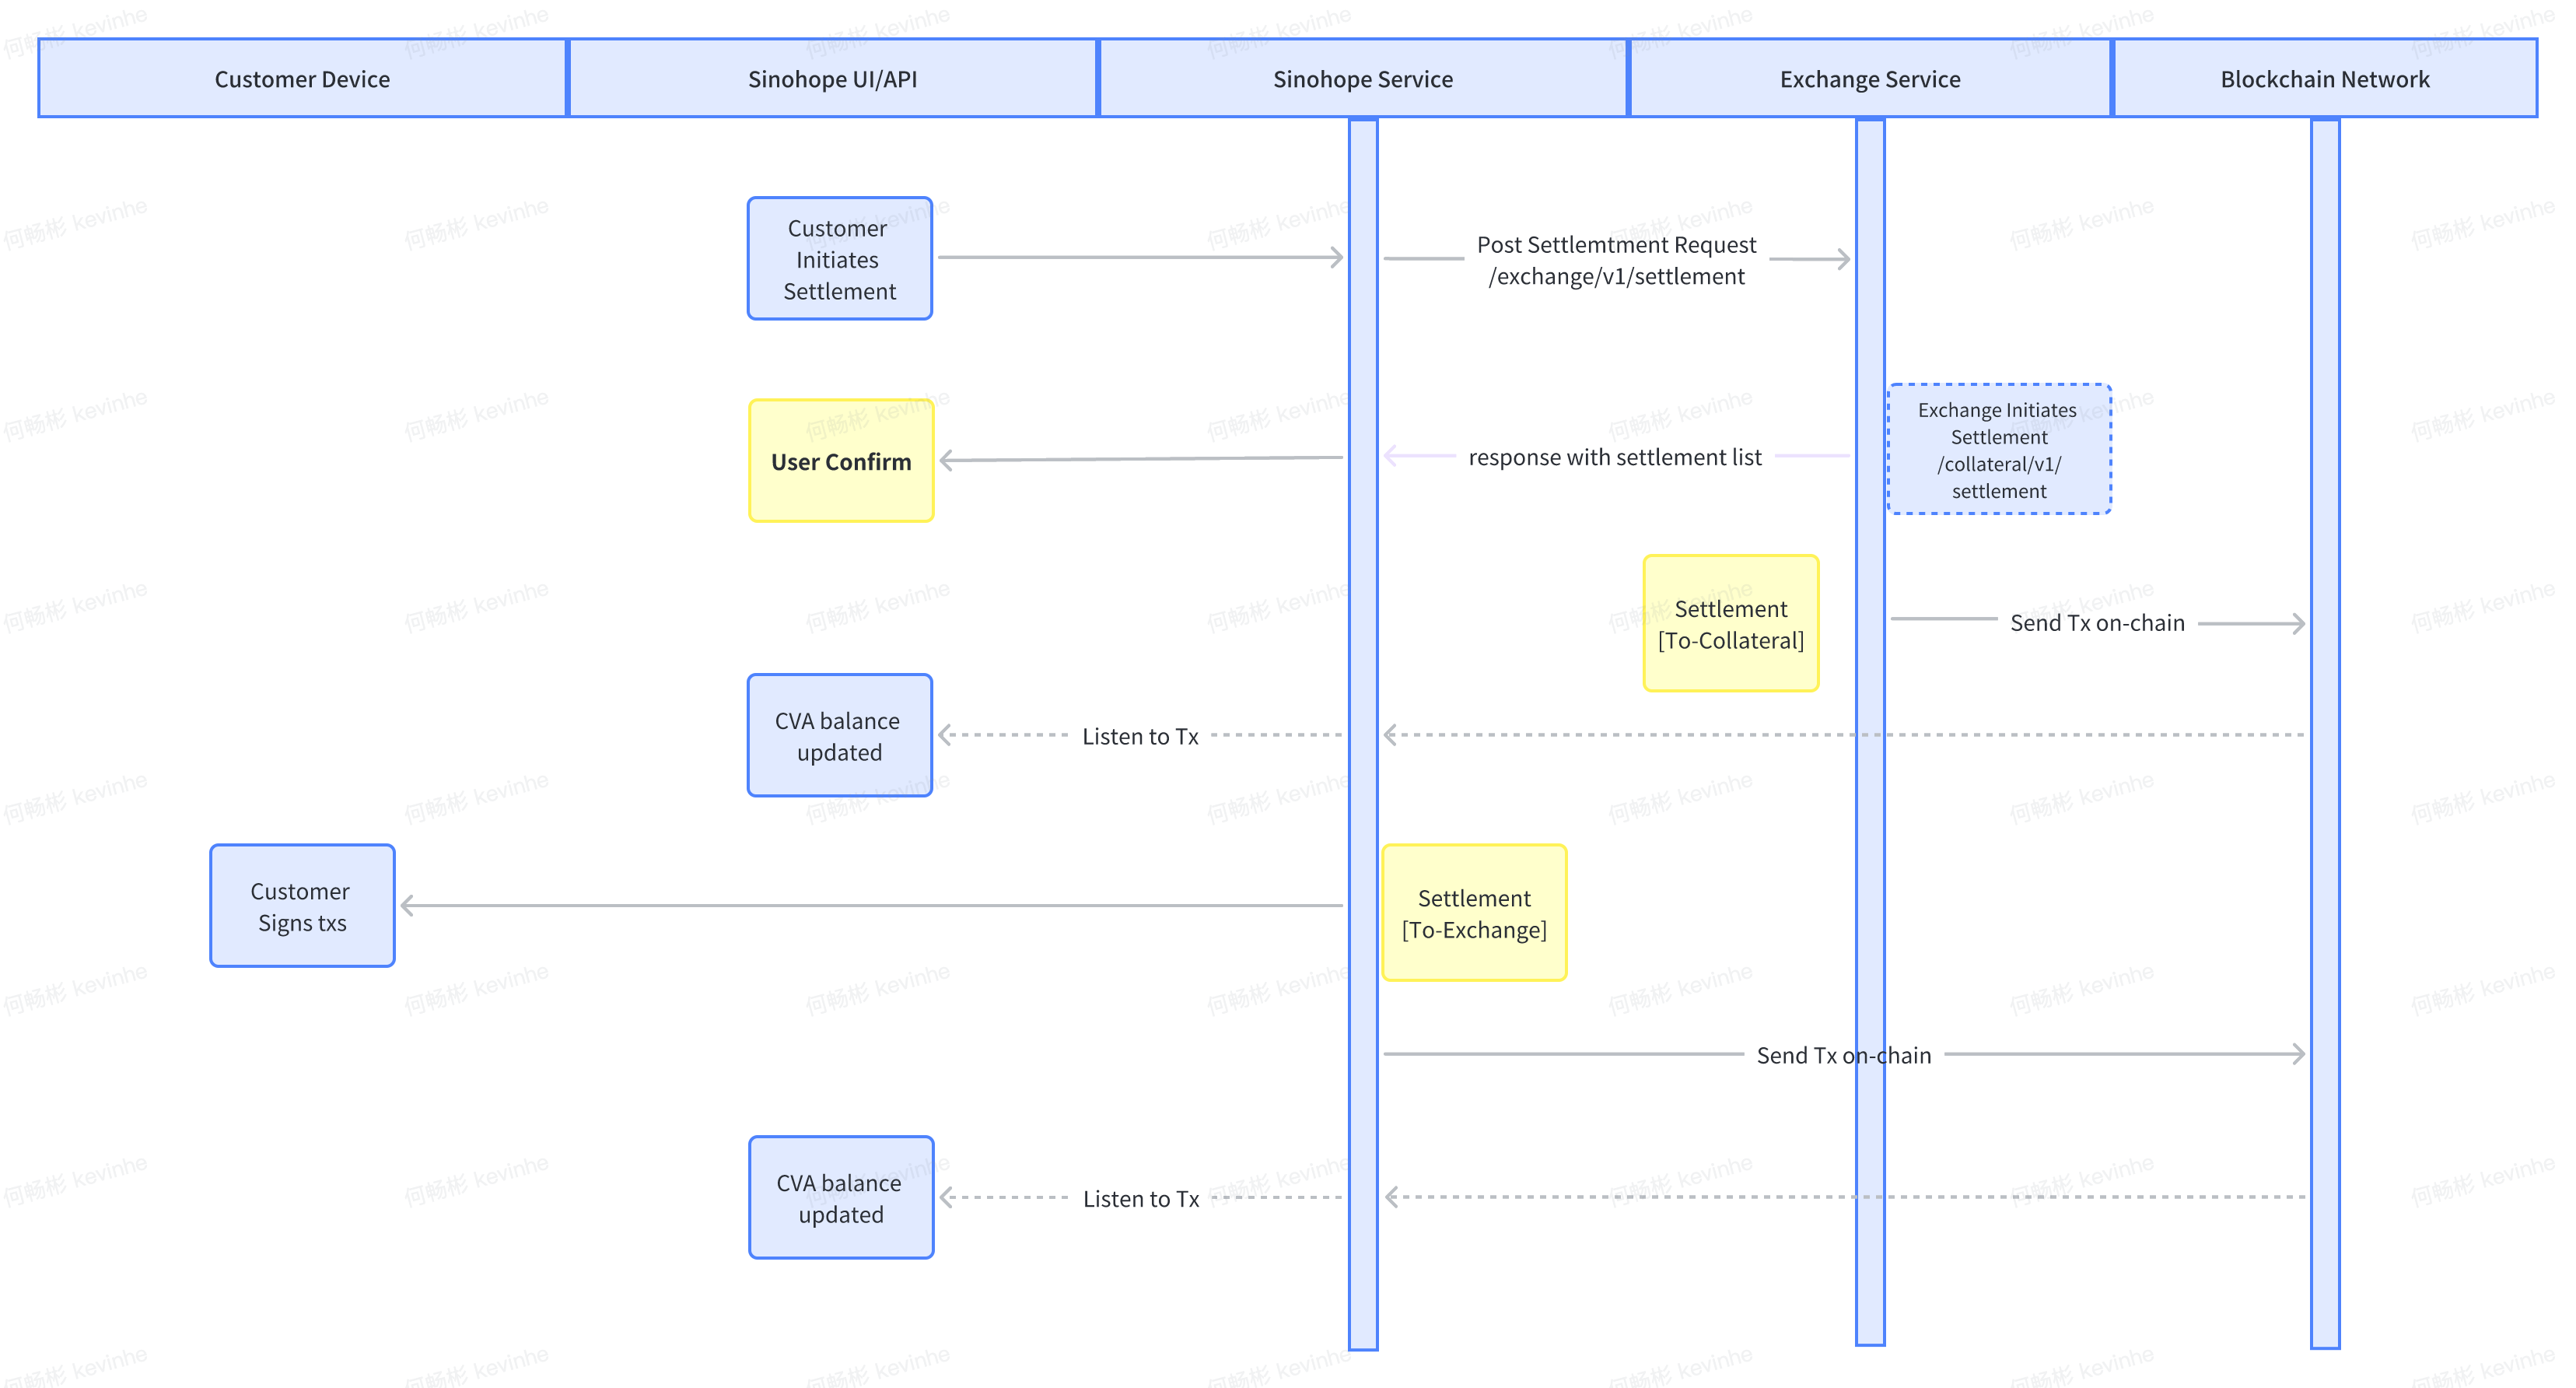 Customer Device
Sinohope UI/API
Sinohope Service
Exchange Service
Blockchain Network
Customer
Initiates
Settlement
Post Settlemtment Request
/exchange/v1/settlement
User Confirm
response with settlement list
Exchange Initiates
Settlement
/collateral/v1/
settlement
Settlement
[To-Collateral]
Send Tx on-chain
CVA balance
updated
Listen to Tx
Customer
Signs txs
Settlement
[To-Exchange]
Send Tx on-chain
CVA balance
updated
Listen to Tx
何畅彬 kevinhe